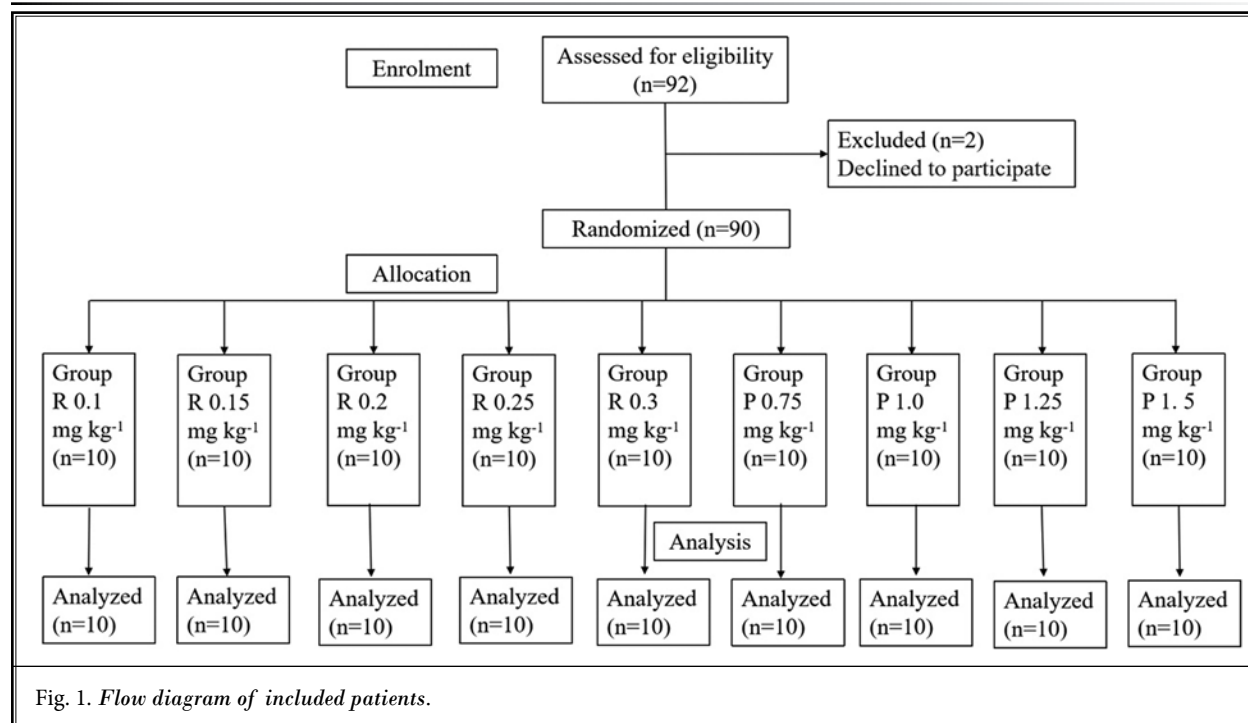 Enrolment
Assessed for eligibility
(n=92)
Excluded (n=2)
Declined to participate
Randomized (n=90)
Allocation
Group
R 0.1
mg kg⁻¹
(n=10)
Group
R 0.15
mg kg⁻¹
(n=10)
Group
R 0.2
mg kg⁻¹
(n=10)
Group
R 0.25
mg kg⁻¹
(n=10)
Group
R 0.3
mg kg⁻¹
(n=10)
Group
P 0.75
mg kg⁻¹
(n=10)
Group
P 1.0
mg kg⁻¹
(n=10)
Group
P 1.25
mg kg⁻¹
(n=10)
Group
P 1. 5
mg kg⁻¹
(n=10)
Analysis
Analyzed
(n=10)
Analyzed
(n=10)
Analyzed
(n=10)
Analyzed
(n=10)
Analyzed
(n=10)
Analyzed
(n=10)
Analyzed
(n=10)
Analyzed
(n=10)
Analyzed
(n=10)
Fig. 1. Flow diagram of included patients.